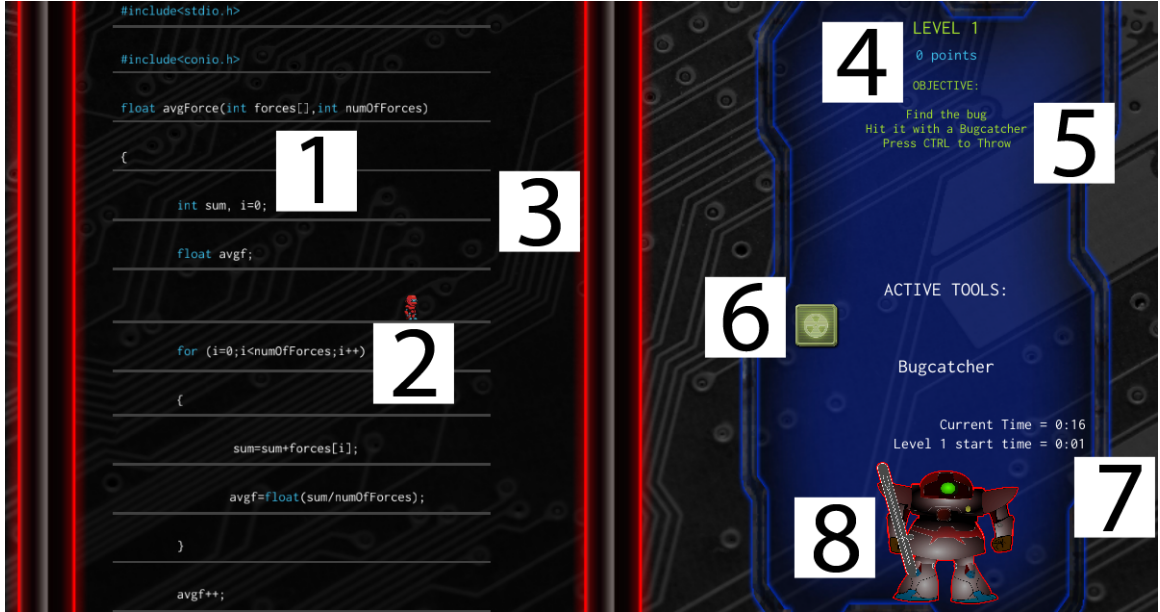 #include<stdio.h>
#include<conio.h>
float avgForce(int forces[],int numOfForces)
1
{
int sum, i=0;
3
float avgf;
2
for (i=0;i<numOfForces;i++)
{
sum=sum+forces[i];
avgf=float(sum/numOfForces);
}
avgf++;
LEVEL 1
4
0 points
OBJECTIVE:
5
Find the bug
Hit it with a Bugcatcher
Press CTRL to Throw
ACTIVE TOOLS:
6
Bugcatcher
Current Time = 0:16
Level 1 start time = 0:01
7
8